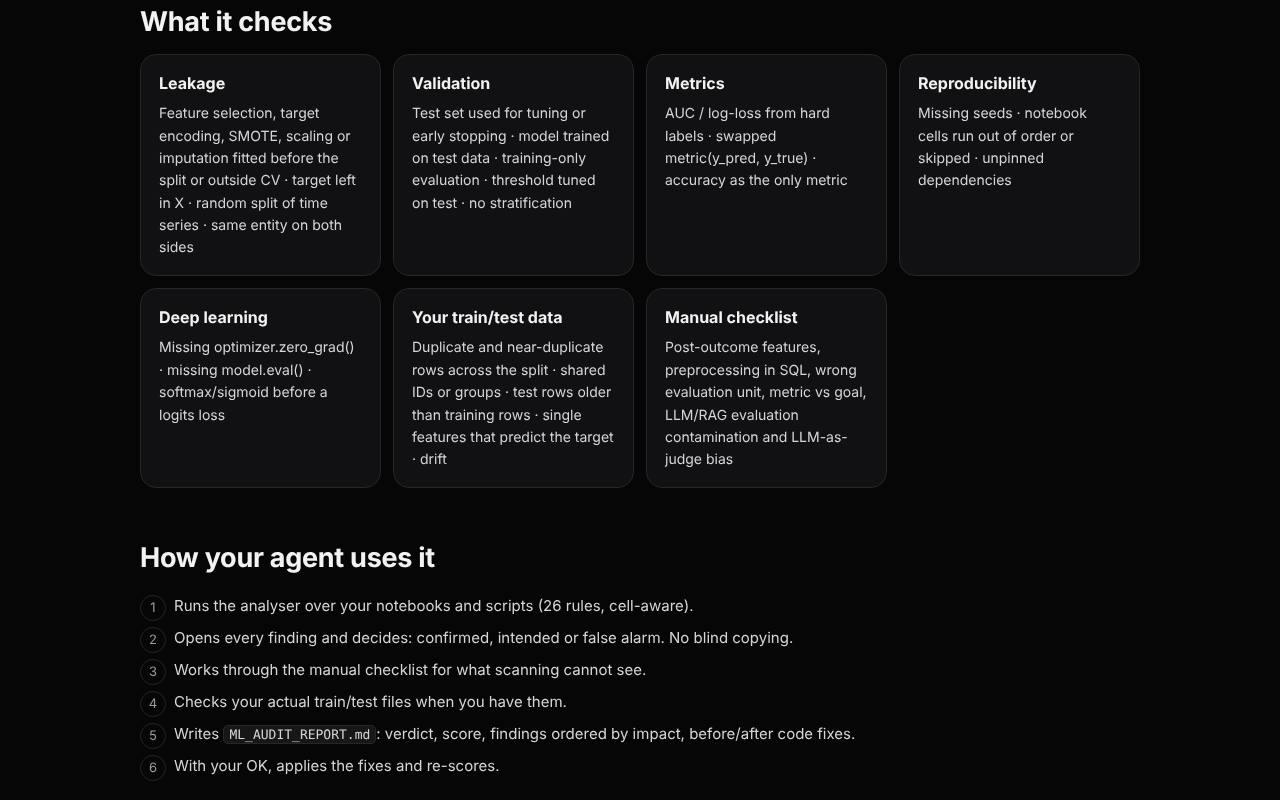 What it checks
Leakage
Feature selection, target
encoding, SMOTE, scaling or
imputation fitted before the
split or outside CV · target left
in X · random split of time
series · same entity on both
sides
Validation
Test set used for tuning or
early stopping · model trained
on test data · training-only
evaluation · threshold tuned
on test · no stratification
Metrics
AUC / log-loss from hard
labels · swapped
metric(y_pred, y_true) ·
accuracy as the only metric
Reproducibility
Missing seeds · notebook
cells run out of order or
skipped · unpinned
dependencies
Deep learning
Missing optimizer.zero_grad()
· missing model.eval() ·
softmax/sigmoid before a
logits loss
Your train/test data
Duplicate and near-duplicate
rows across the split · shared
IDs or groups · test rows older
than training rows · single
features that predict the target
· drift
Manual checklist
Post-outcome features,
preprocessing in SQL, wrong
evaluation unit, metric vs goal,
LLM/RAG evaluation
contamination and LLM-as-
judge bias
How your agent uses it
1 Runs the analyser over your notebooks and scripts (26 rules, cell-aware).
2 Opens every finding and decides: confirmed, intended or false alarm. No blind copying.
3 Works through the manual checklist for what scanning cannot see.
4 Checks your actual train/test files when you have them.
5 Writes ML_AUDIT_REPORT.md: verdict, score, findings ordered by impact, before/after code fixes.
6 With your OK, applies the fixes and re-scores.